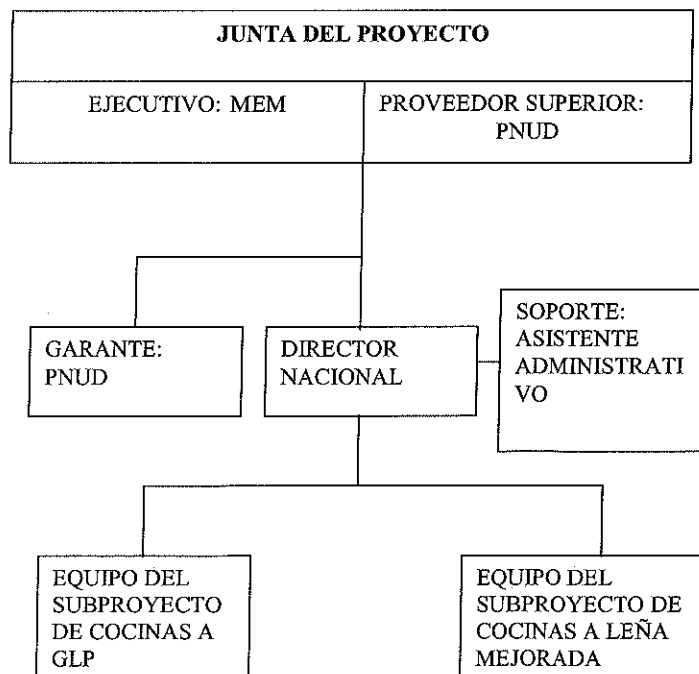 JUNTA DEL PROYECTO
EJECUTIVO: MEM
PROVEEDOR SUPERIOR:
PNUD
GARANTE:
PNUD
DIRECTOR
NACIONAL
SOPORTE:
ASISTENTE
ADMINISTRATI
VO
EQUIPO DEL
SUBPROYECTO
DE COCINAS A
GLP
EQUIPO DEL
SUBPROYECTO DE
COCINAS A LEÑA
MEJORADA